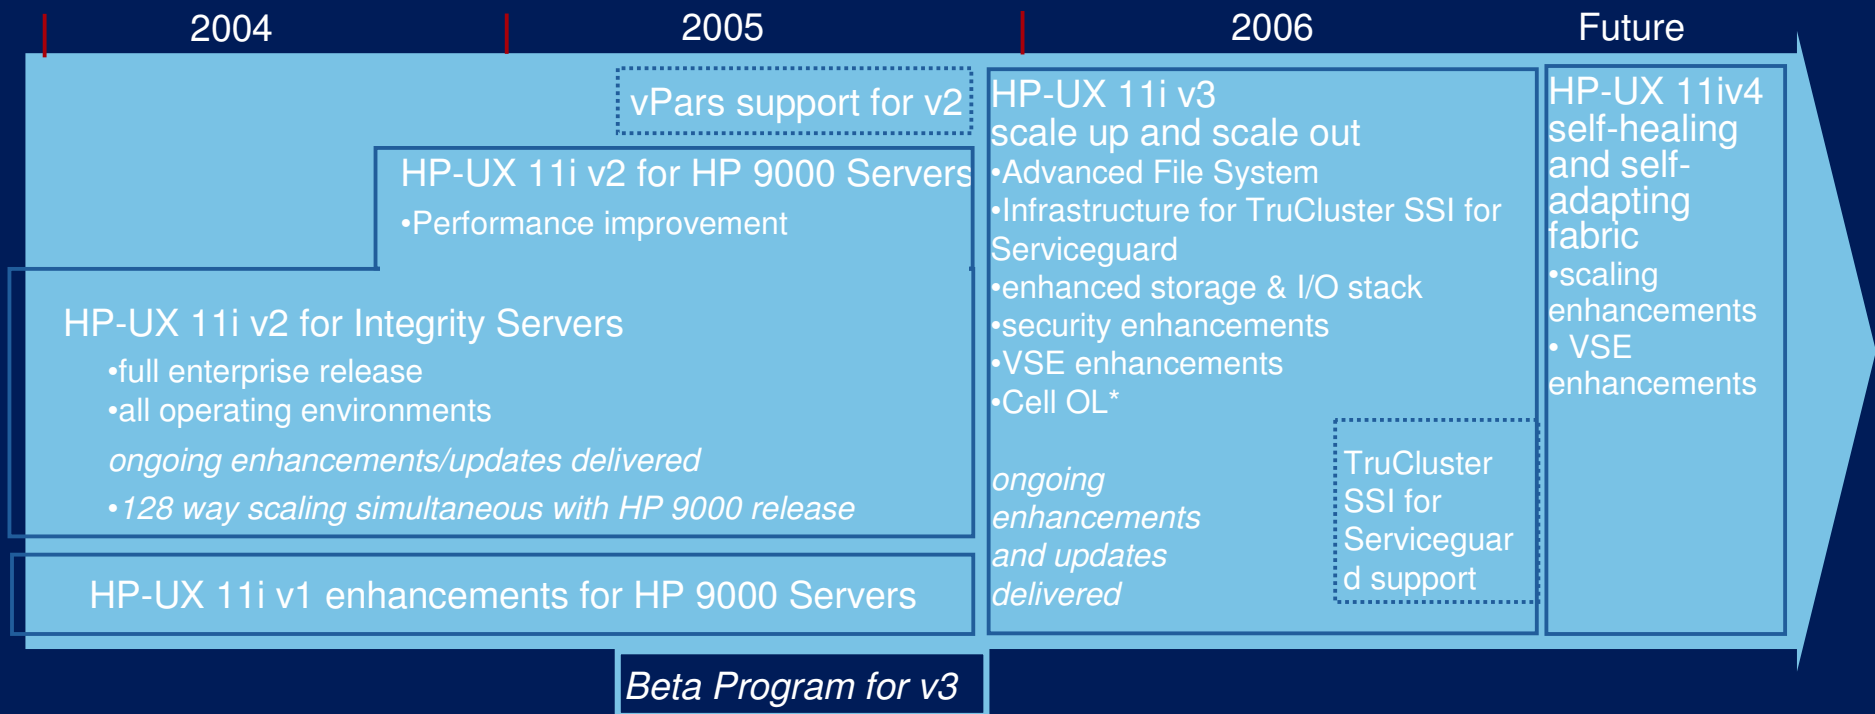 2004
2005
2006
Future
vPars support for v2
HP-UX 11i v2 for HP 9000 Servers
•Performance improvement
HP-UX 11i v2 for Integrity Servers
•full enterprise release
•all operating environments
ongoing enhancements/updates delivered
•128 way scaling simultaneous with HP 9000 release
HP-UX 11i v1 enhancements for HP 9000 Servers
Beta Program for v3
HP-UX 11i v3
scale up and scale out
•Advanced File System
•Infrastructure for TruCluster SSI for
Serviceguard
•enhanced storage & I/O stack
•security enhancements
•VSE enhancements
•Cell OL*
ongoing
enhancements
and updates
delivered
TruCluster
SSI for
Serviceguar
d support
HP-UX 11iv4
self-healing
and self-
adapting
fabric
•scaling
enhancements
• VSE
enhancements